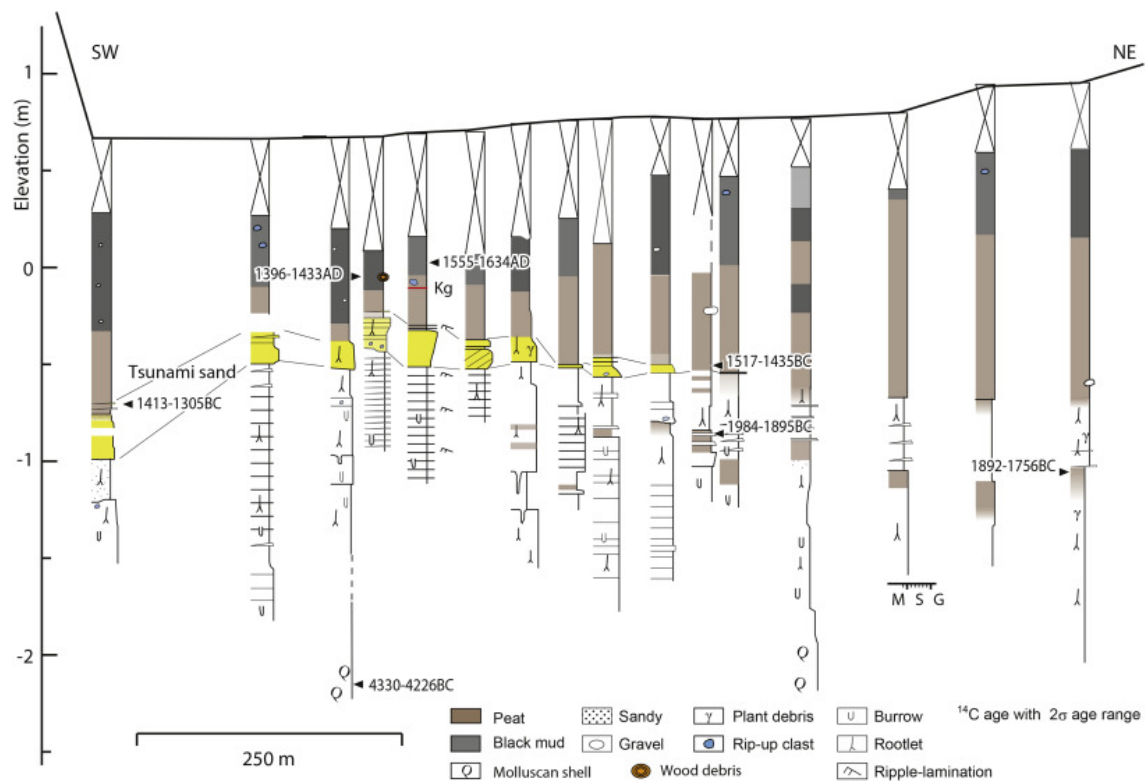 SW
NE
1
Elevation (m)
0
-1
-2
1396-1433AD
1555-1634AD
Kg
Tsunami sand
1413-1305BC
1517-1435BC
1984-1895BC
1892-1756BC
M S G
4330-4226BC
250 m
Peat
Sandy
Plant debris
Burrow
14C age with 2σ age range
Black mud
Gravel
Rip-up clast
Rootlet
Molluscan shell
Wood debris
Ripple-lamination